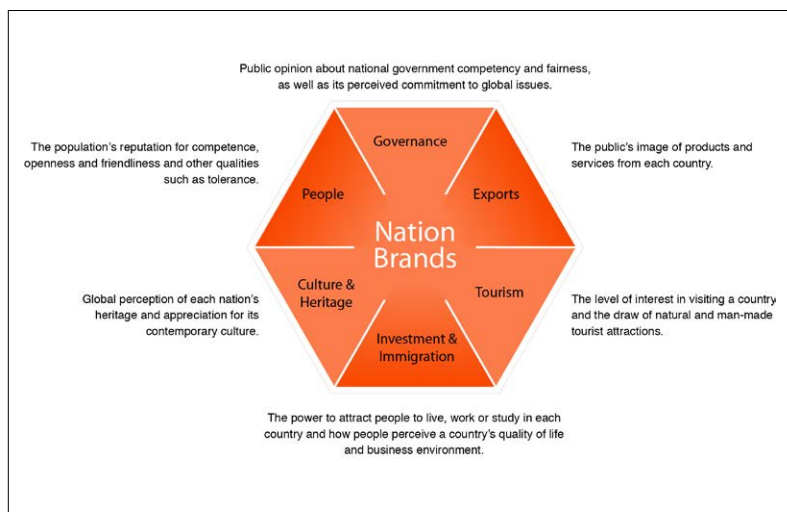 Public opinion about national government competency and fairness,
as well as its perceived commitment to global issues.
Governance
The population's reputation for competence,
openness and friendliness and other qualities
such as tolerance.
People
Exports
The public's image of products and
services from each country.
Nation
Brands
Culture &
Heritage
Tourism
Global perception of each nation's
heritage and appreciation for its
contemporary culture.
The level of interest in visiting a country
and the draw of natural and man-made
tourist attractions.
Investment &
Immigration
The power to attract people to live, work or study in each
country and how people perceive a country's quality of life
and business environment.